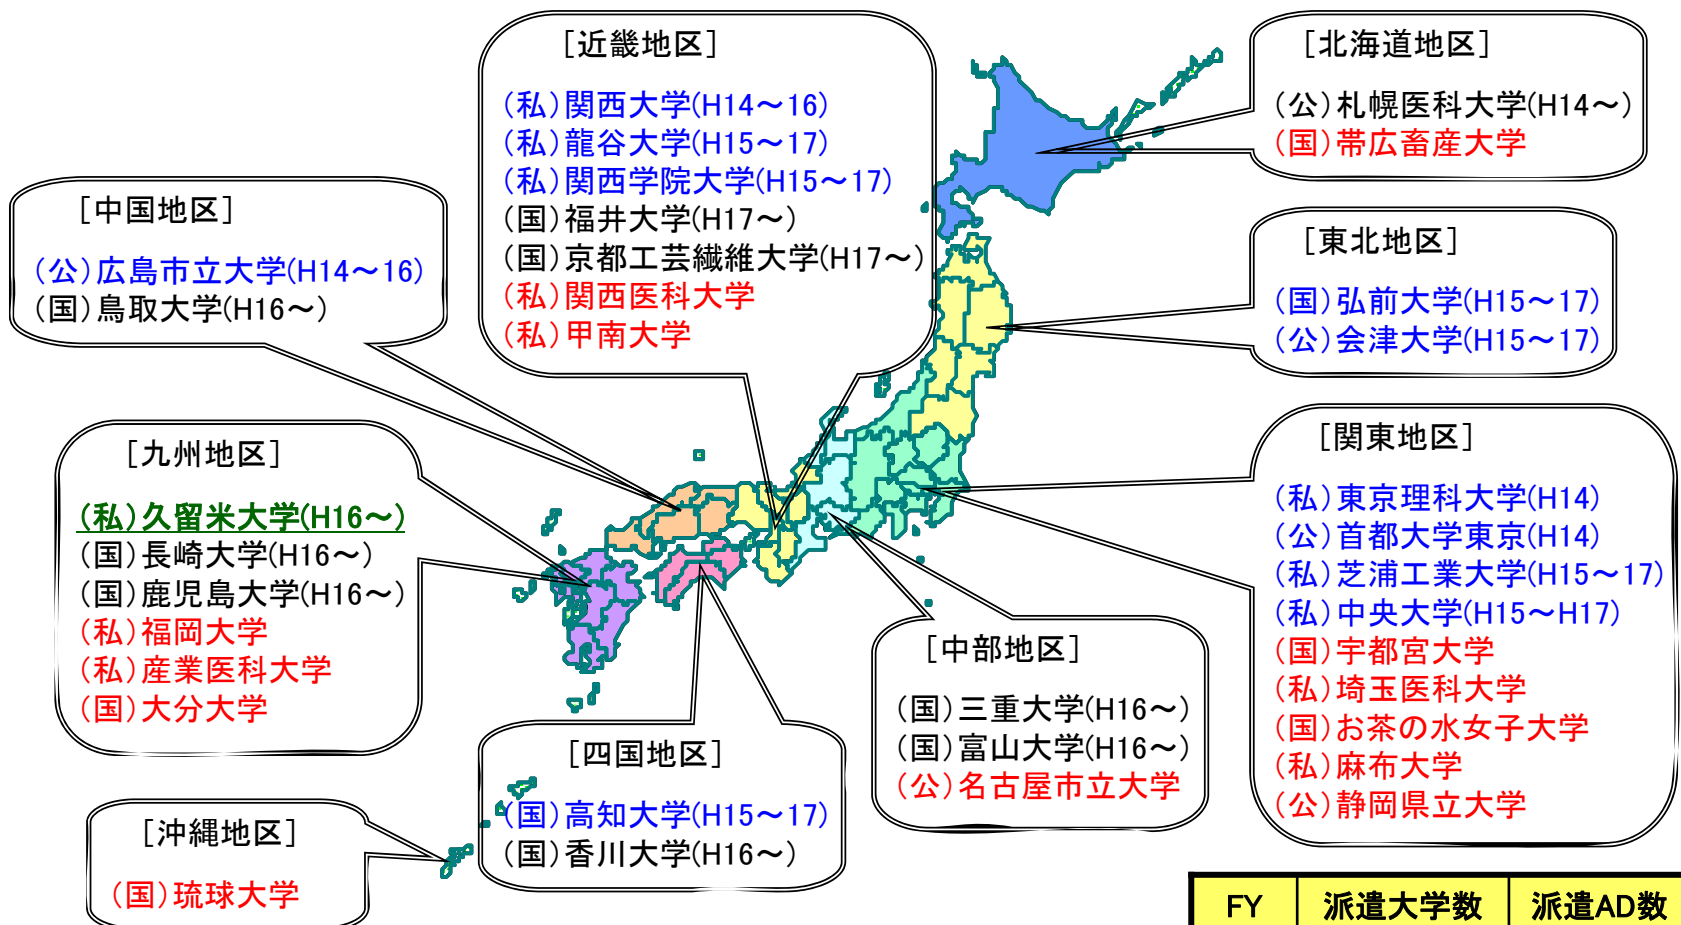 [近畿地区]
(私)関西大学(H14～16)
(私)龍谷大学(H15～17)
(私)関西学院大学(H15～17)
(国)福井大学(H17～)
(国)京都工芸繊維大学(H17～)
(私)関西医科大学
(私)甲南大学
[北海道地区]
(公)札幌医科大学(H14～)
(国)帯広畜産大学
[中国地区]
(公)広島市立大学(H14～16)
(国)鳥取大学(H16～)
[東北地区]
(国)弘前大学(H15～17)
(公)会津大学(H15～17)
[九州地区]
(私)久留米大学(H16～)
(国)長崎大学(H16～)
(国)鹿児島大学(H16～)
(私)福岡大学
(私)産業医科大学
(国)大分大学
[関東地区]
(私)東京理科大学(H14)
(公)首都大学東京(H14)
(私)芝浦工業大学(H15～17)
(私)中央大学(H15～H17)
(国)宇都宮大学
(私)埼玉医科大学
(国)お茶の水女子大学
(私)麻布大学
(公)静岡県立大学
[中部地区]
(国)三重大学(H16～)
(国)富山大学(H16～)
(公)名古屋市立大学
[四国地区]
(国)高知大学(H15～17)
(国)香川大学(H16～)
[沖縄地区]
(国)琉球大学
FY 派遣大学数 派遣AD数